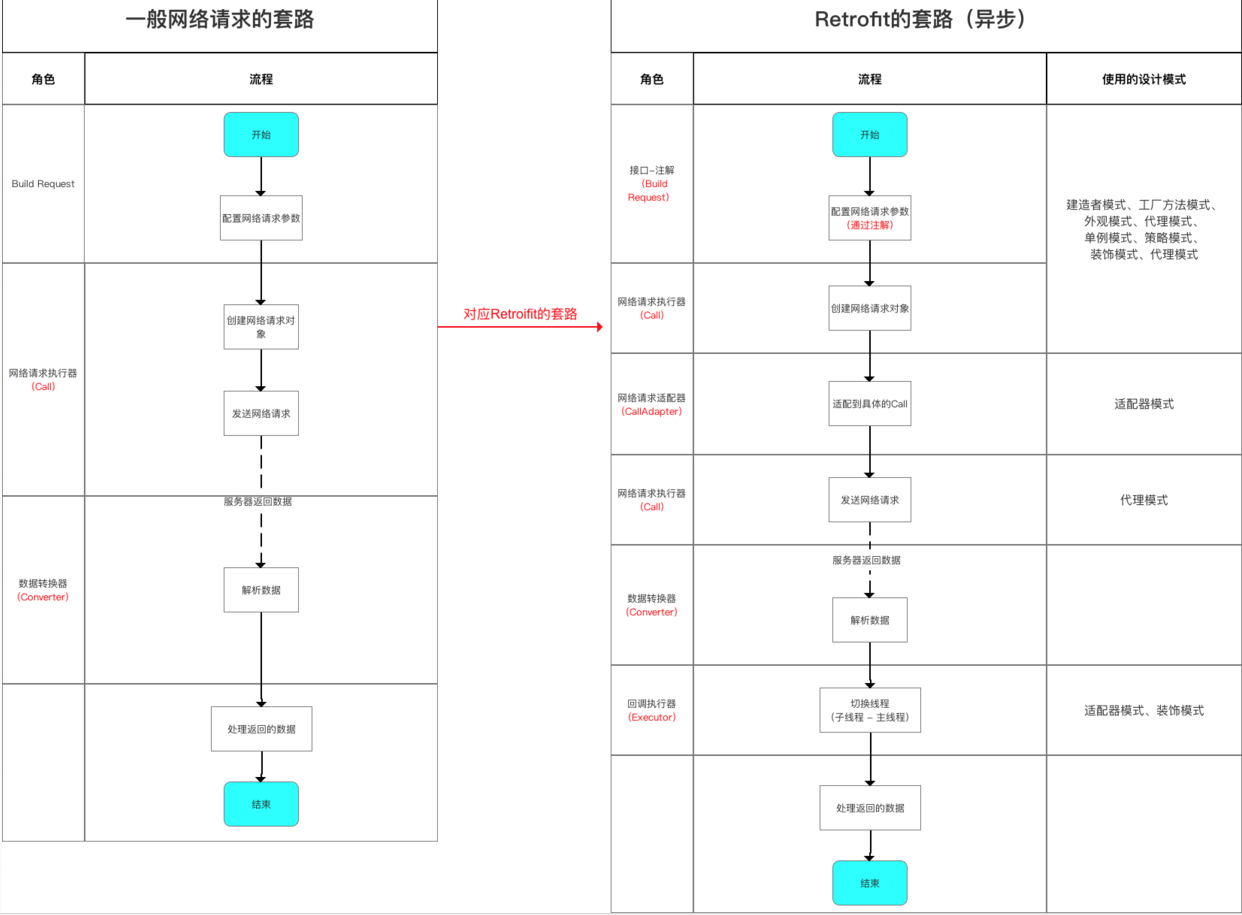 一般网络请求的套路
角色
流程
Build Request
开始
配置网络请求参数
网络请求执行器
（Call）
创建网络请求对
象
发送网络请求
服务器返回数据
数据转换器
（Converter）
解析数据
处理返回的数据
结束
对应Retroifit的套路
Retrofit的套路（异步）
角色
流程
使用的设计模式
接口-注解
（Build
Request）
开始
配置网络请求参数
（通过注解）
建造者模式、工厂方法模式、
外观模式、代理模式、
单例模式、策略模式、
装饰模式、代理模式
网络请求执行器
（Call）
创建网络请求对象
网络请求适配器
（CallAdapter）
适配到具体的Call
适配器模式
网络请求执行器
（Call）
发送网络请求
代理模式
服务器返回数据
数据转换器
（Converter）
解析数据
回调执行器
（Executor）
切换线程
（子线程 - 主线程）
适配器模式、装饰模式
处理返回的数据
结束